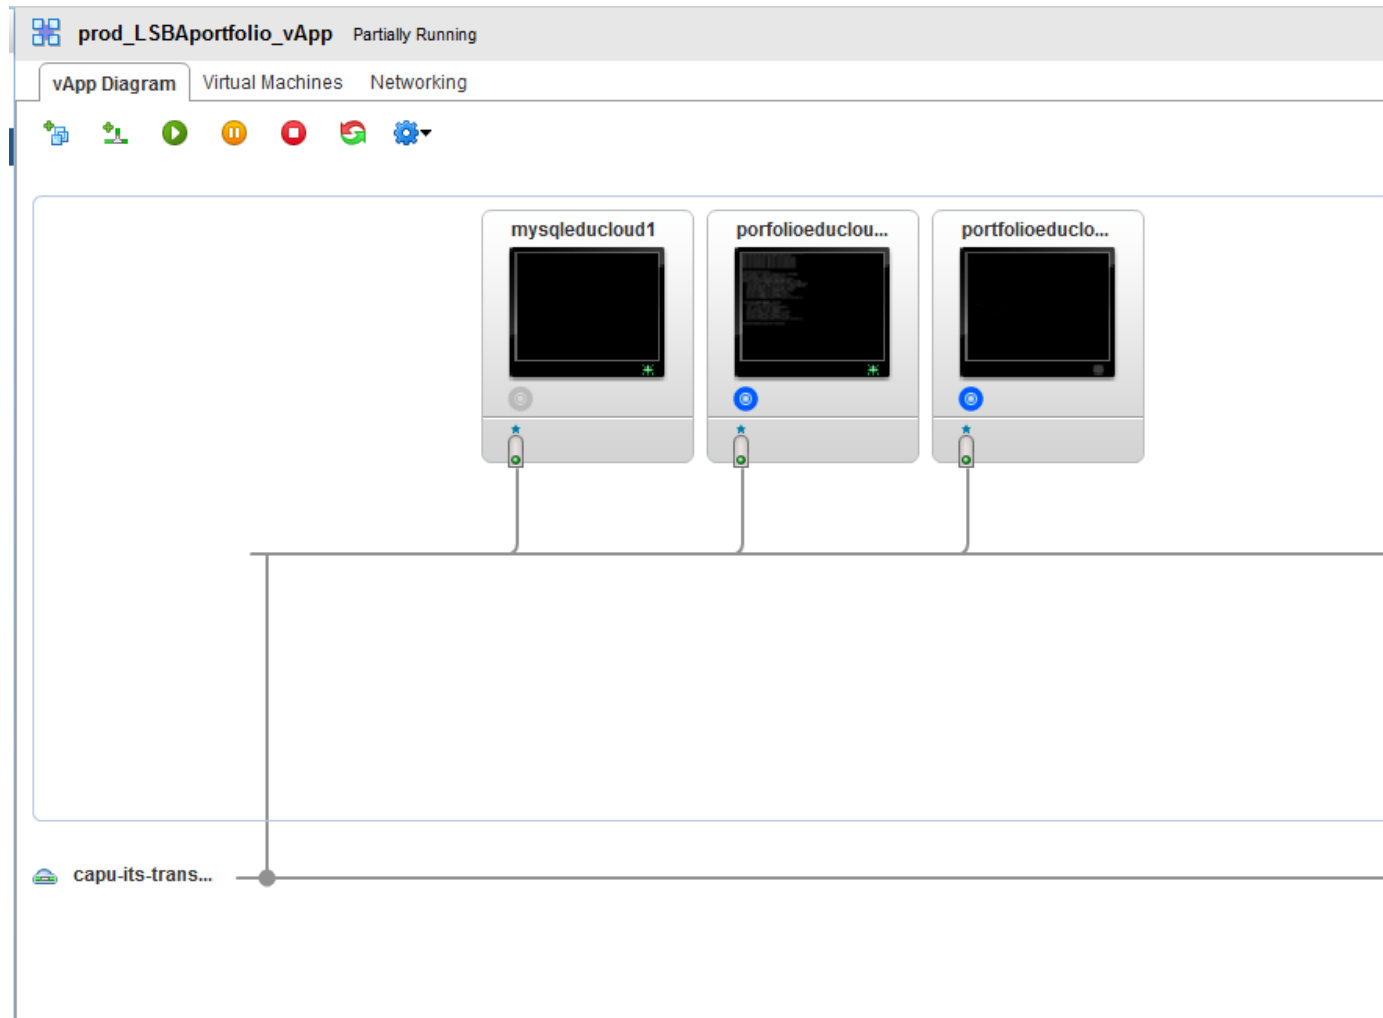 prod_LSBAportfolio_vApp Partially Running
vApp Diagram Virtual Machines Networking
mysqleducloud1 porfolioeduclou... portfolioeduclo...
capu-its-trans...